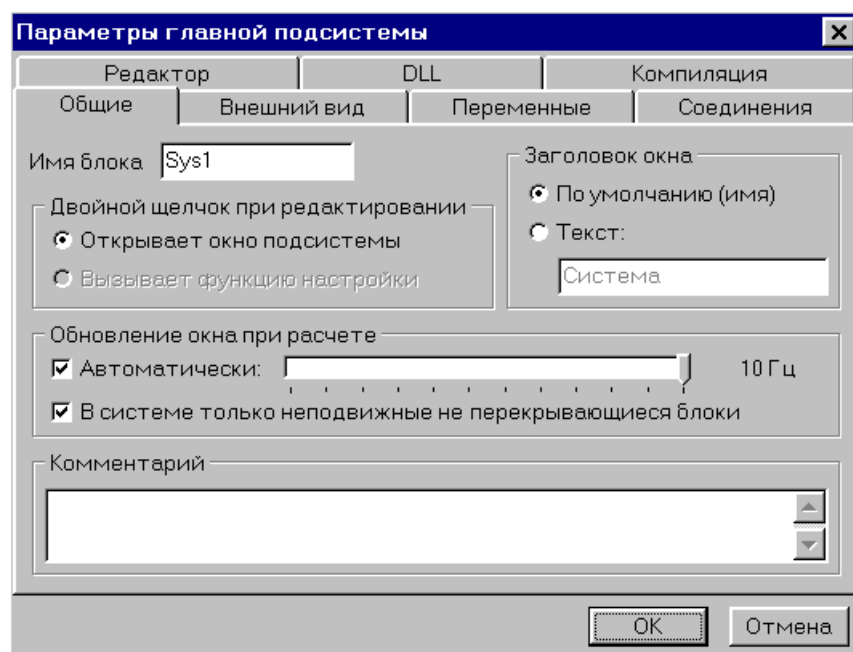 Параметры главной подсистемы
Редактор DLL Компиляция
Общие Внешний вид Переменные Соединения
Имя блока Sys1
Заголовок окна
По умолчанию (имя)
Текст:
Система
Двойной щелчок при редактировании
Открывает окно подсистемы
Вызывает функцию настройки
Обновление окна при расчете
Автоматически: 10 Гц
В системе только неподвижные не перекрывающиеся блоки
Комментарий
OK Отмена